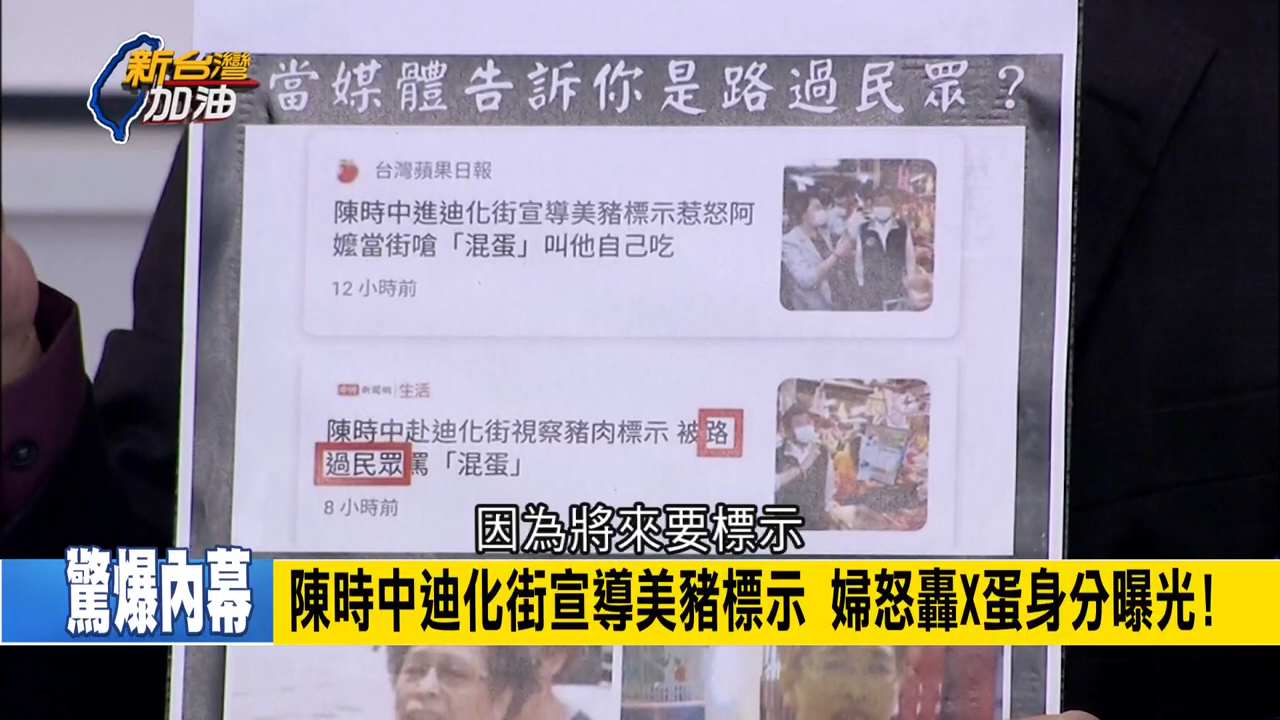 新台灣
加油
當媒體告訴你是路過民眾？
台灣蘋果日報
陳時中進迪化街宣導美豬標示惹怒阿
嬤當街嗆「混蛋」叫他自己吃
12 小時前
中時新聞網 生活
陳時中赴迪化街視察豬肉標示 被路
過民眾罵「混蛋」
8 小時前
因為將來要標示
驚爆內幕
陳時中迪化街宣導美豬標示 婦怒轟X蛋身分曝光!